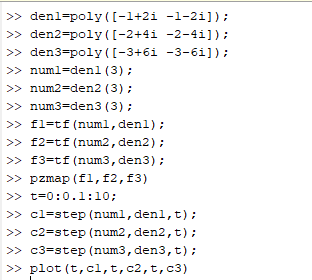 >> den1=poly([-1+2i -1-2i]);
>> den2=poly([-2+4i -2-4i]);
>> den3=poly([-3+6i -3-6i]);
>> num1=den1(3);
>> num2=den2(3);
>> num3=den3(3);
>> f1=tf(num1,den1);
>> f2=tf(num2,den2);
>> f3=tf(num3,den3);
>> pzmap(f1,f2,f3)
>> t=0:0.1:10;
>> c1=step(num1,den1,t);
>> c2=step(num2,den2,t);
>> c3=step(num3,den3,t);
>> plot(t,c1,t,c2,t,c3)